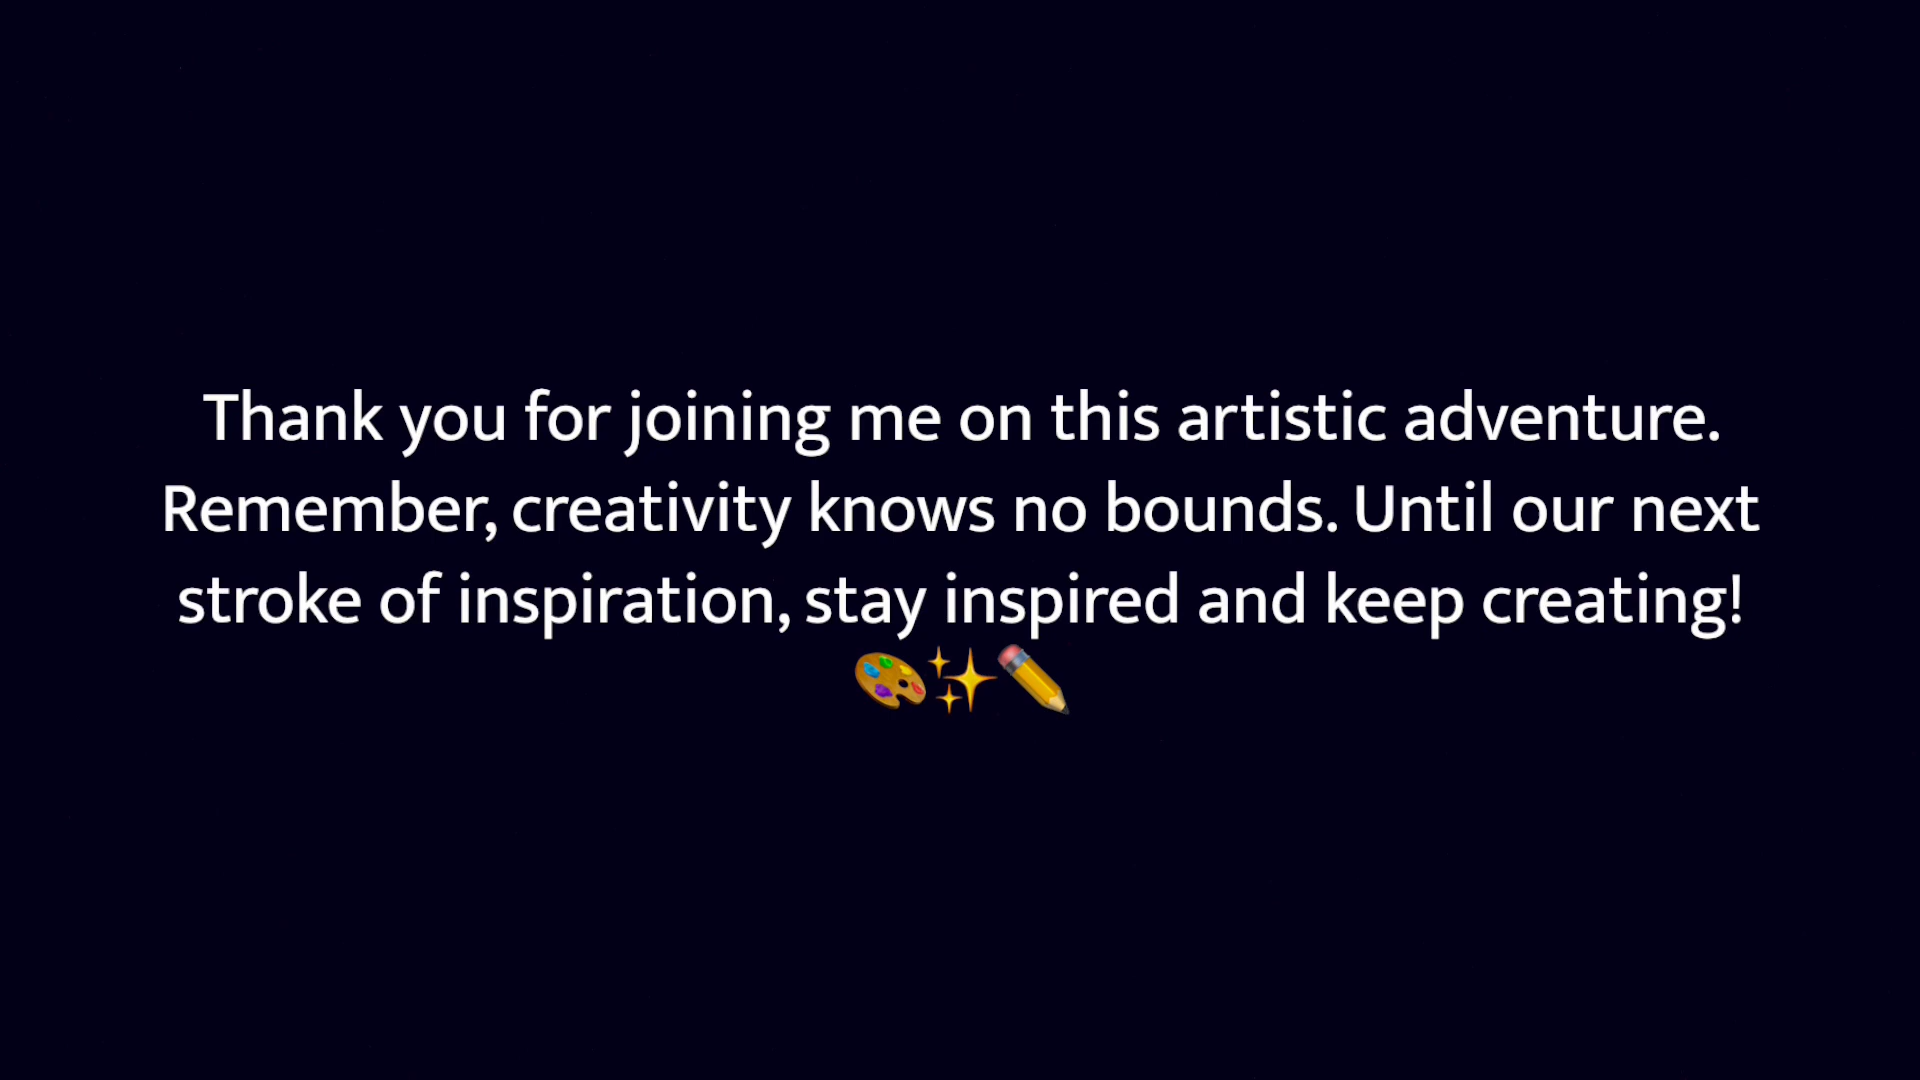 Thank you for joining me on this artistic adventure.
Remember, creativity knows no bounds. Until our next
stroke of inspiration, stay inspired and keep creating!
🎨✨✏️